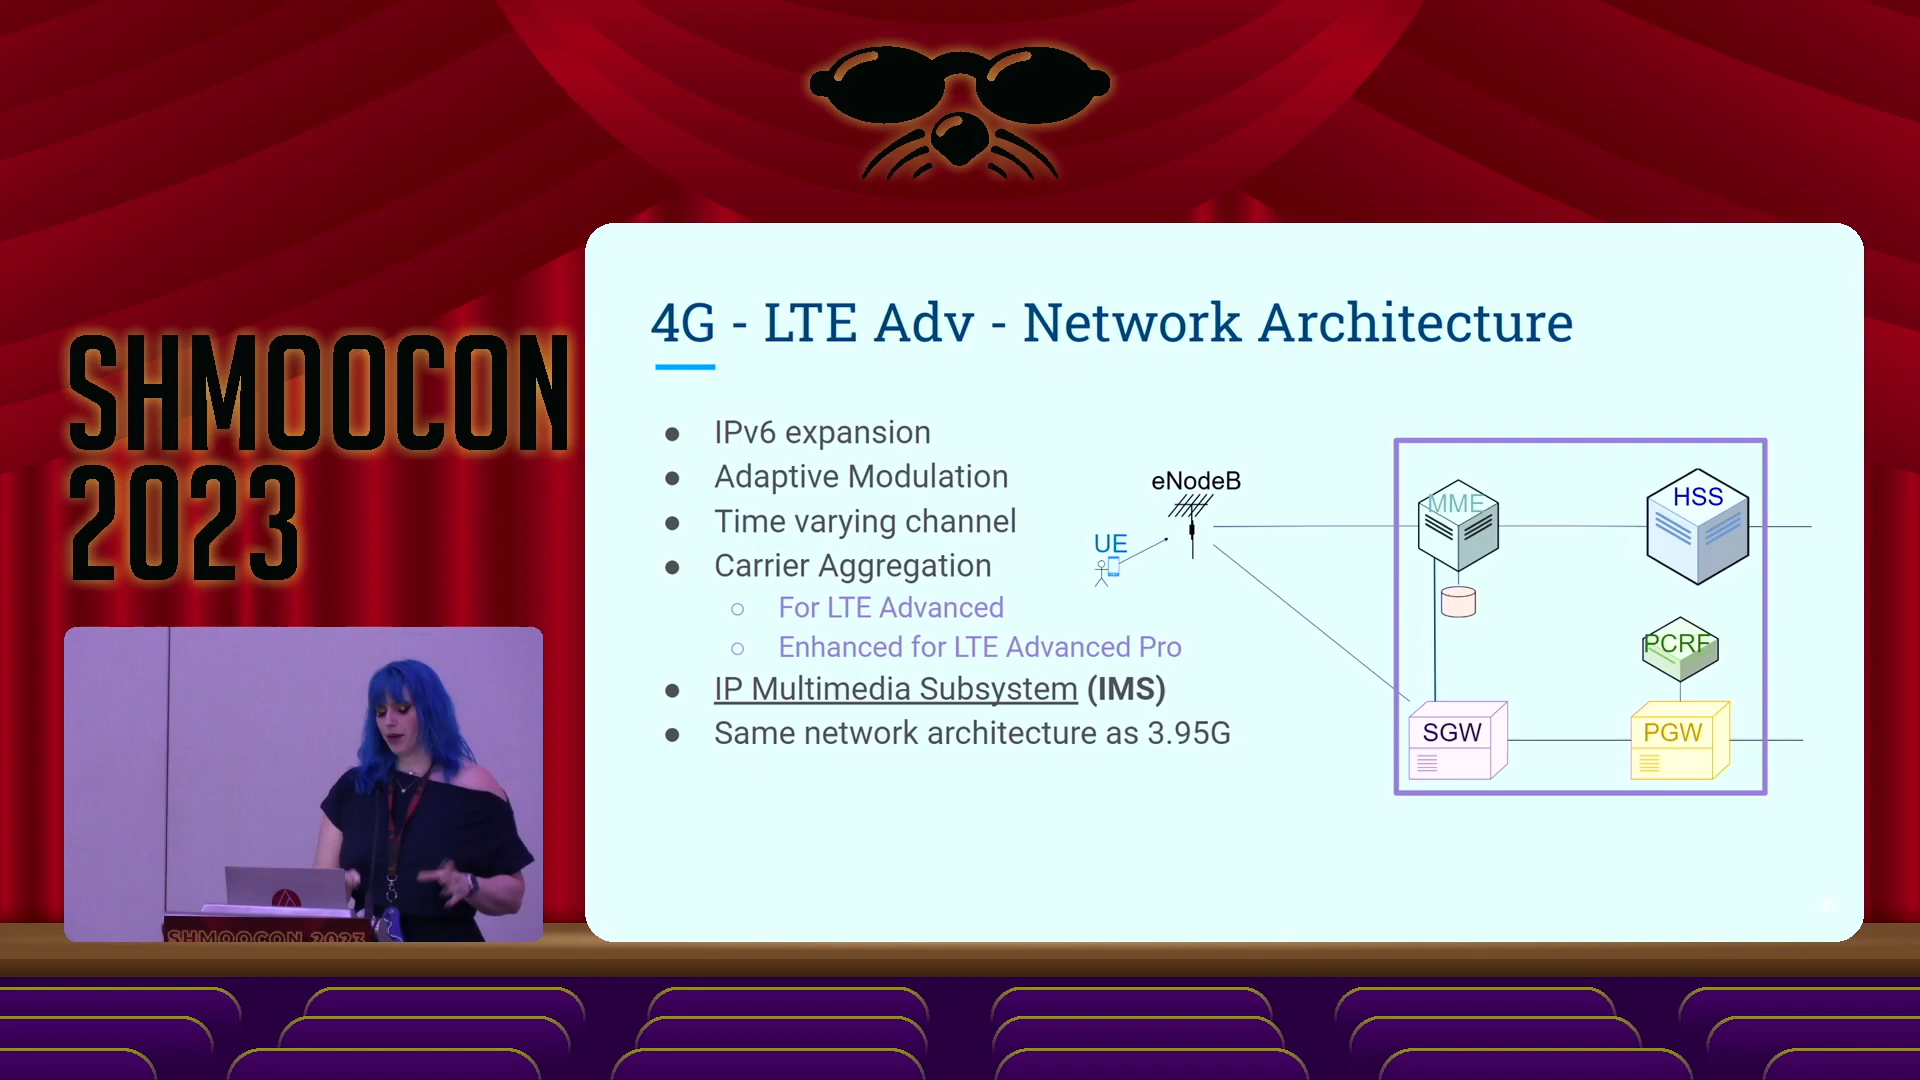 SHMOOCON
2023
4G - LTE Adv - Network Architecture
IPv6 expansion
Adaptive Modulation
Time varying channel
Carrier Aggregation
For LTE Advanced
Enhanced for LTE Advanced Pro
IP Multimedia Subsystem (IMS)
Same network architecture as 3.95G
eNodeB
UE
MME
HSS
PCRF
SGW
PGW
SHMOOCON 2023